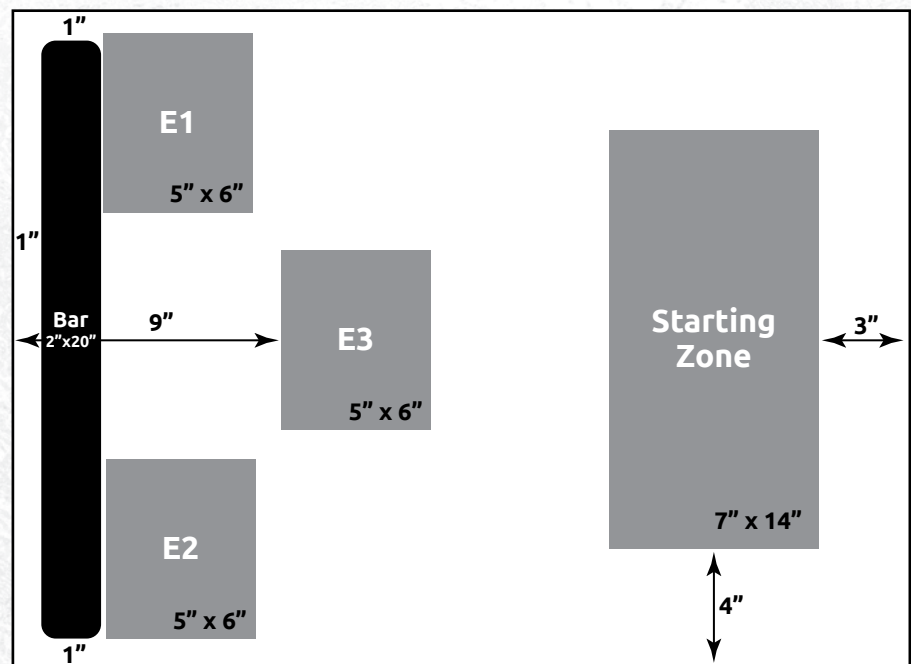 1”
E1
5” x 6”
1”
Bar
2”x20”
9”
E3
5” x 6”
Starting
Zone
3”
7” x 14”
E2
5” x 6”
4”
1”